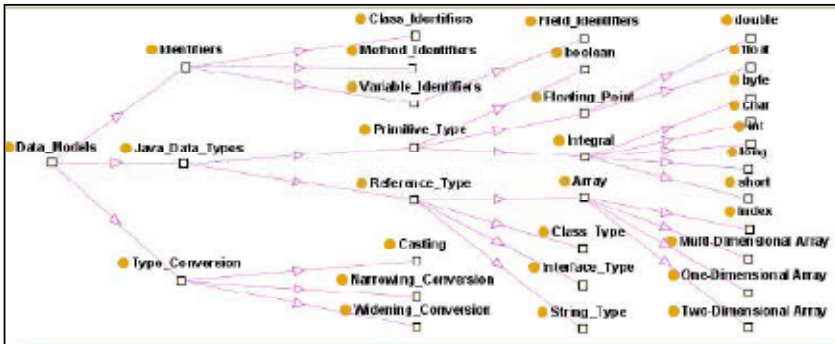 Class_Identifiers
Field_Identifiers
double
Identifiers
Method_Identifiers
boolean
float
Variable_Identifiers
Floating_Point
byte
char
Data_Models
Java_Data_Types
Primitive_Type
Integral
int
long
Reference_Type
Array
short
Index
Class_Type
Multi-Dimensional Array
Type_Conversion
Casting
Interface_Type
Narrowing_Conversion
One-Dimensional Array
Widening_Conversion
String_Type
Two-Dimensional Array